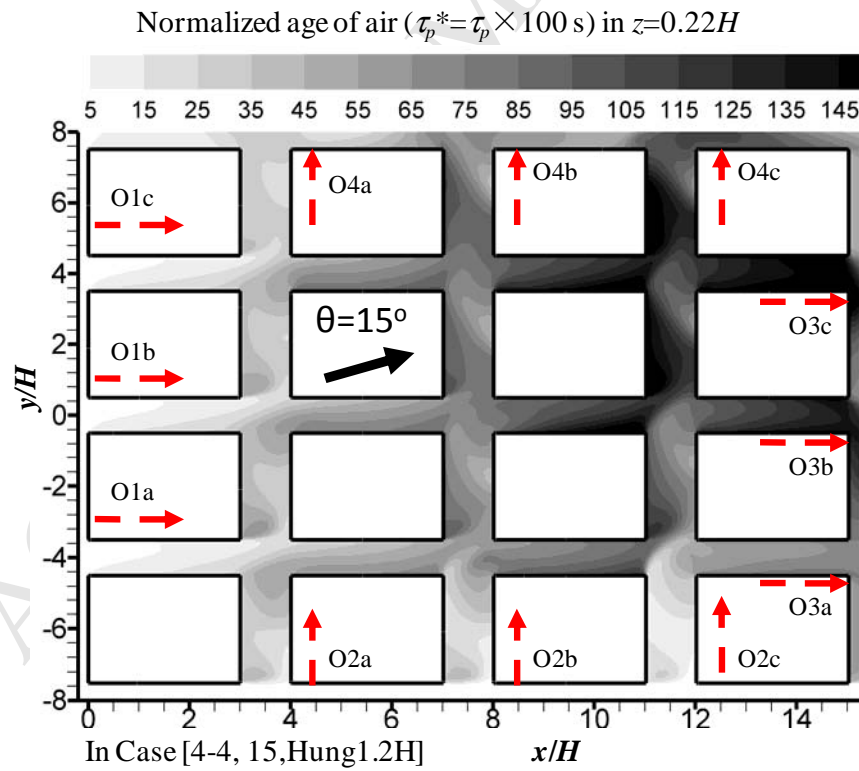 Normalized age of air (τp*=τp×100 s) in z=0.22H
5 15 25 35 45 55 65 75 85 95 105 115 125 135 145
8
6
4
2
0
-2
-4
-6
-8
y/H
O1c O4a O4b O4c
O1b θ=15º O3c
O1a O3b
O3a
O2a O2b O2c
0 2 4 6 8 10 12 14
In Case [4-4, 15,Hung1.2H] x/H